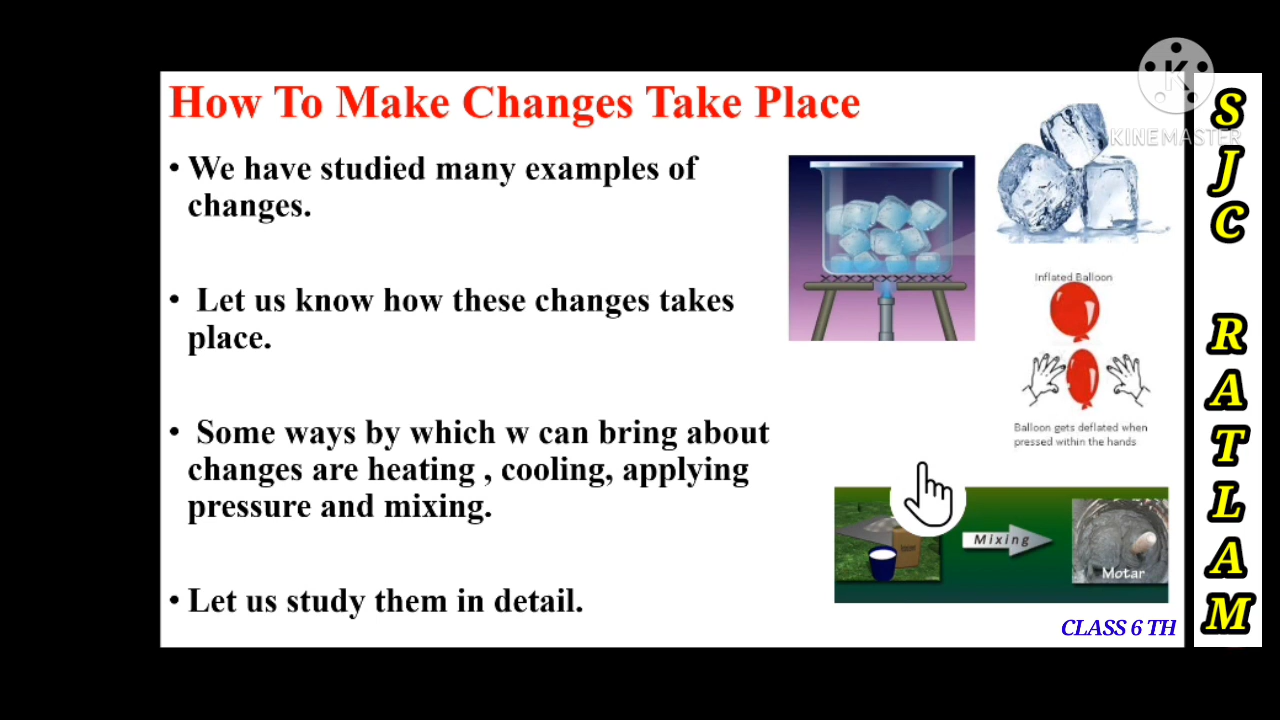 How To Make Changes Take Place
• We have studied many examples of
changes.
• Let us know how these changes takes
place.
• Some ways by which w can bring about
changes are heating , cooling, applying
pressure and mixing.
• Let us study them in detail.
Inflated Balloon
Balloon gets deflated when
pressed within the hands
Mixing
Motar
CLASS 6 TH
K
KINEMASTER
SJC RATLAM